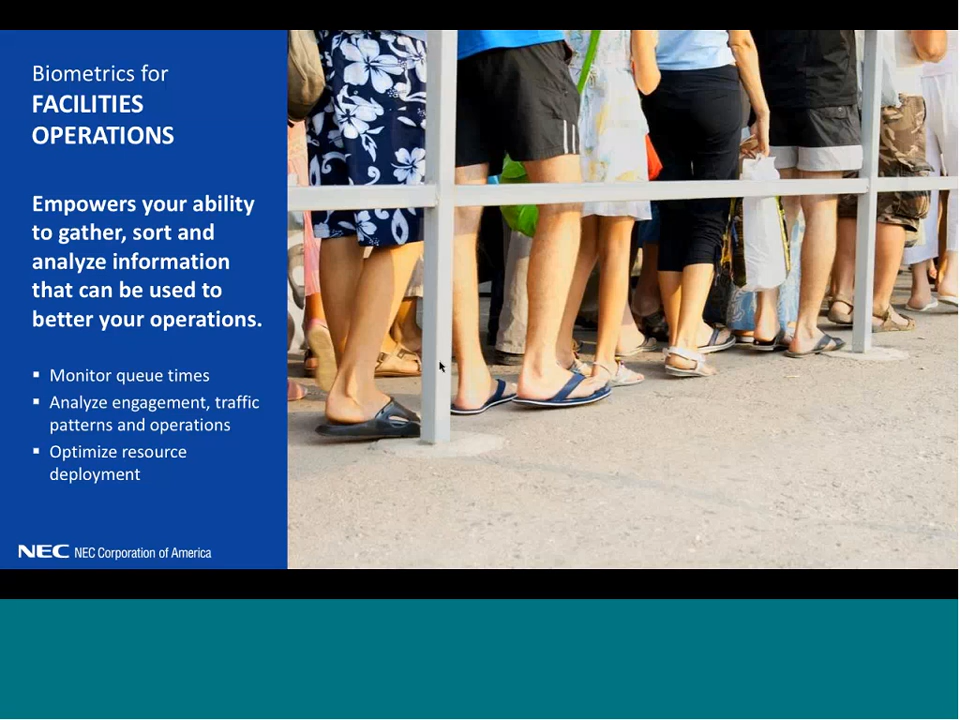 Biometrics for
FACILITIES
OPERATIONS
Empowers your ability
to gather, sort and
analyze information
that can be used to
better your operations.
▪ Monitor queue times
▪ Analyze engagement, traffic
patterns and operations
▪ Optimize resource
deployment
NEC NEC Corporation of America